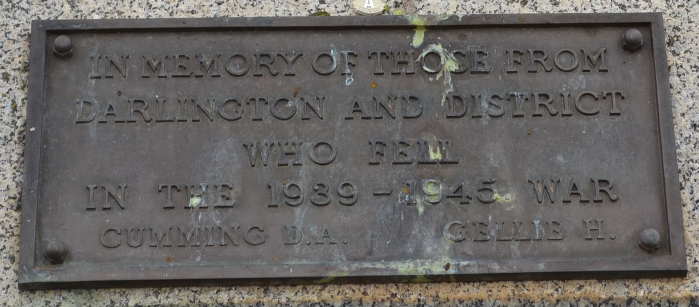 IN MEMORY OF THOSE FROM
DARLINGTON AND DISTRICT
WHO FELL
IN THE 1939-1945 WAR
CUMMING D.A. GELLIE H.